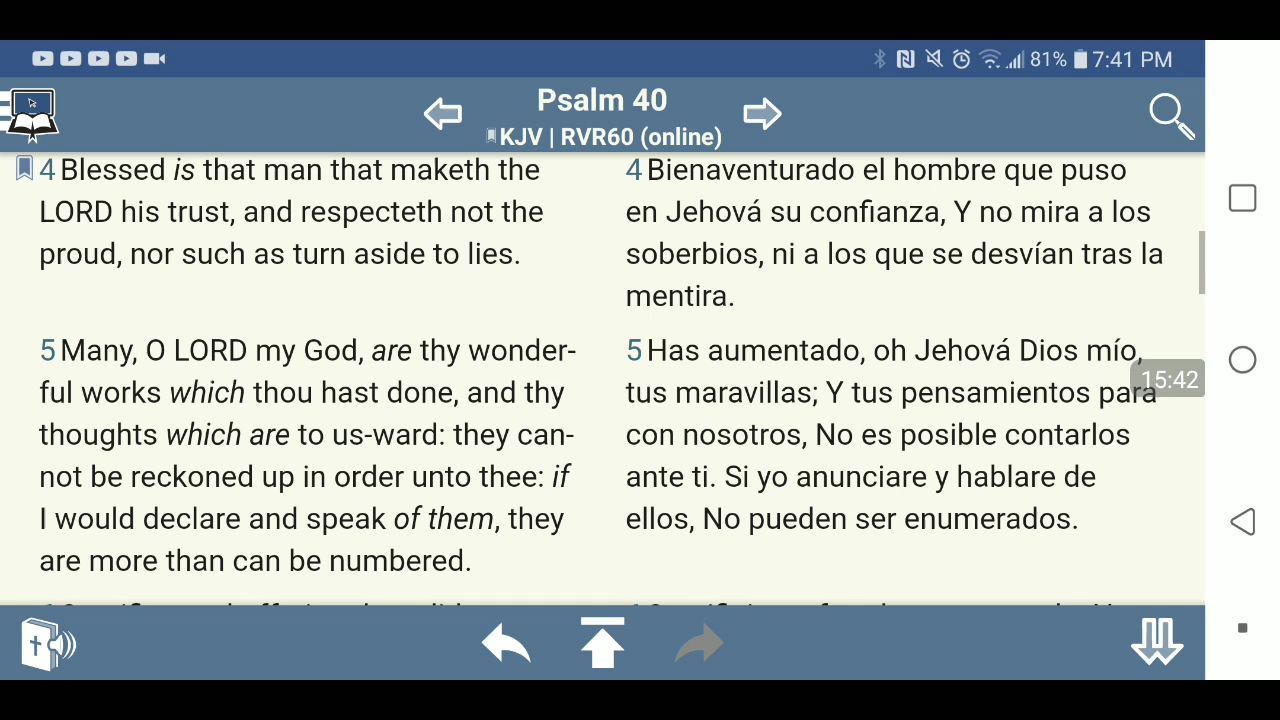 81% 7:41 PM
Psalm 40
KJV | RVR60 (online)
4 Blessed is that man that maketh the
LORD his trust, and respecteth not the
proud, nor such as turn aside to lies.
5 Many, O LORD my God, are thy wonder-
ful works which thou hast done, and thy
thoughts which are to us-ward: they can-
not be reckoned up in order unto thee: if
I would declare and speak of them, they
are more than can be numbered.
4 Bienaventurado el hombre que puso
en Jehová su confianza, Y no mira a los
soberbios, ni a los que se desvían tras la
mentira.
5 Has aumentado, oh Jehová Dios mío,
tus maravillas; Y tus pensamientos para
con nosotros, No es posible contarlos
ante ti. Si yo anunciare y hablare de
ellos, No pueden ser enumerados.
15:42